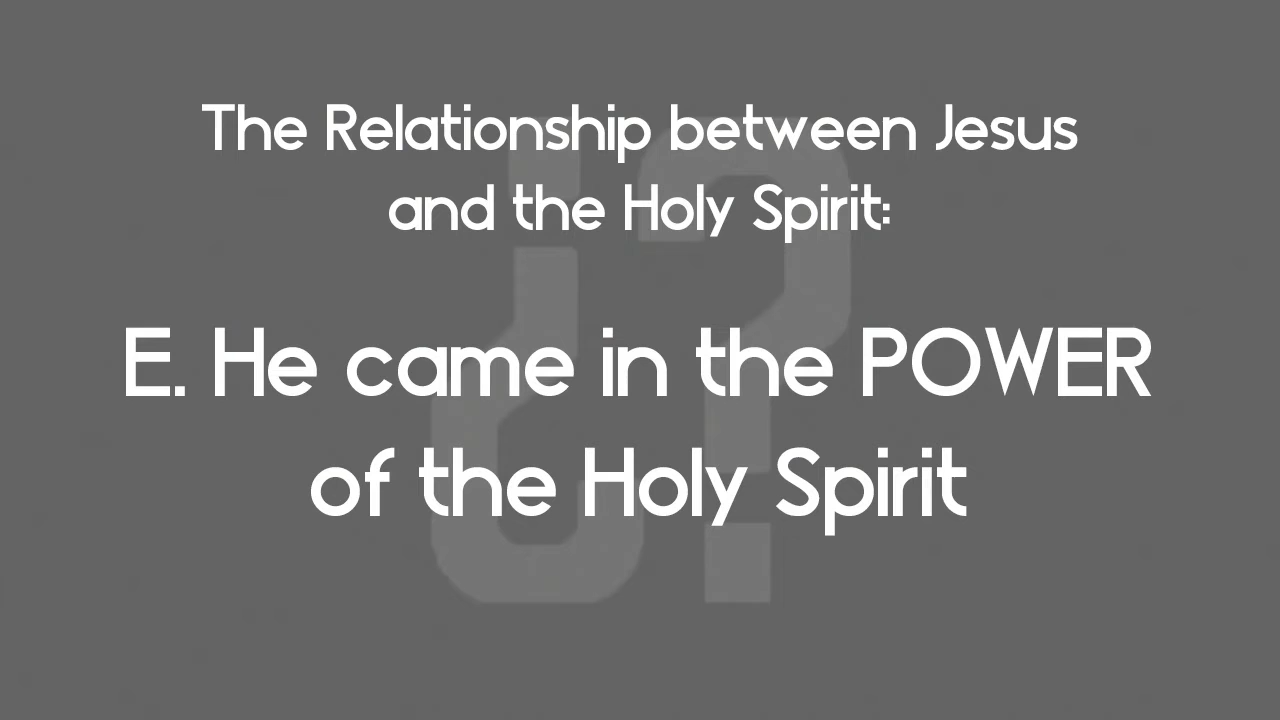 The Relationship between Jesus
and the Holy Spirit:
E. He came in the POWER
of the Holy Spirit